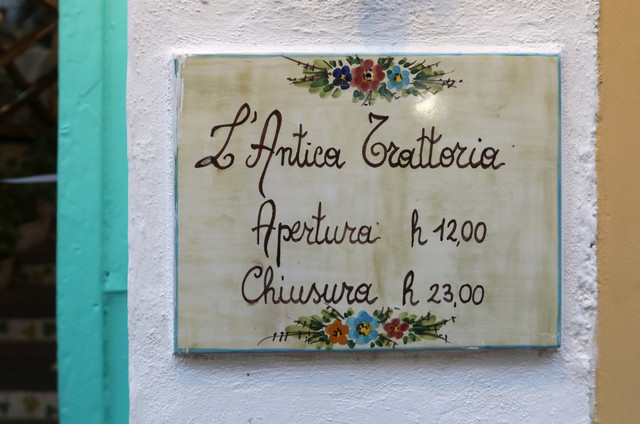 L'Antica Trattoria
Apertura h 12,00
Chiusura h 23,00